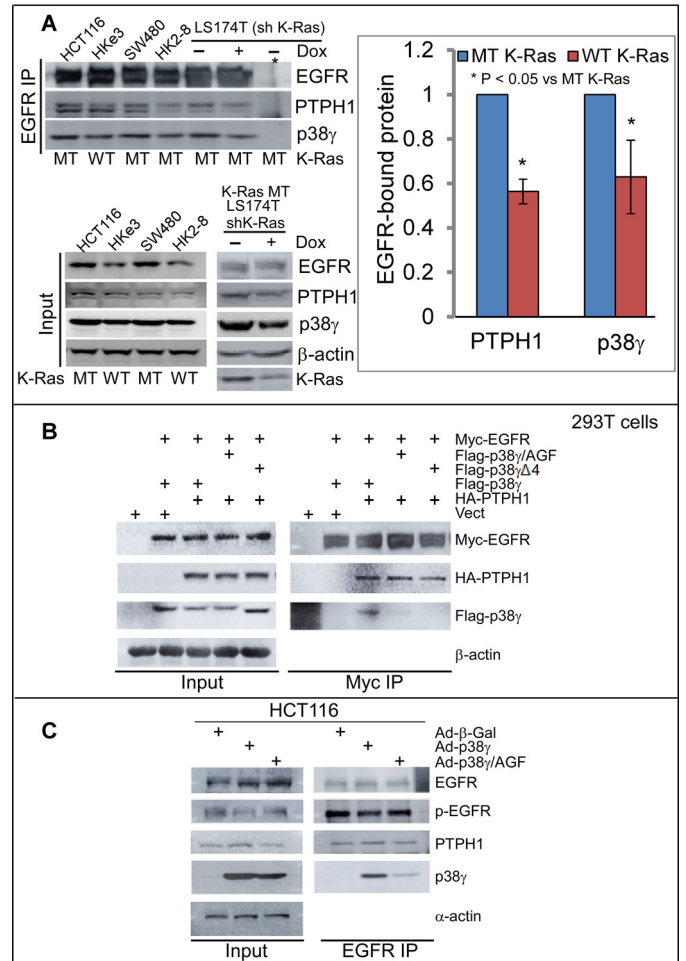 A
HCT116
HKe3
SW480
HK2-8
LS174T (sh K-Ras)
– + –
*
Dox
EGFR IP
EGFR
PTPH1
p38γ
MT WT MT MT MT MT MT K-Ras
HCT116
HKe3
SW480
HK2-8
K-Ras MT
LS174T
shK-Ras
– + Dox
Input
EGFR
PTPH1
p38γ
β-actin
K-Ras
K-Ras MT WT MT WT
MT K-Ras WT K-Ras
* P < 0.05 vs MT K-Ras
EGFR-bound protein
1.2
1
0.8
0.6
0.4
0.2
0
*
*
PTPH1 p38γ
B
293T cells
+ + + + + + + + Myc-EGFR
+ + Flag-p38γ/AGF
+ + Flag-p38γΔ4
+ + + + Flag-p38γ
+ + + + + + HA-PTPH1
+ + + + Vect
Myc-EGFR
HA-PTPH1
Flag-p38γ
β-actin
Input Myc IP
C
HCT116
+ + Ad-β-Gal
+ + Ad-p38γ
+ + Ad-p38γ/AGF
EGFR
p-EGFR
PTPH1
p38γ
α-actin
Input EGFR IP